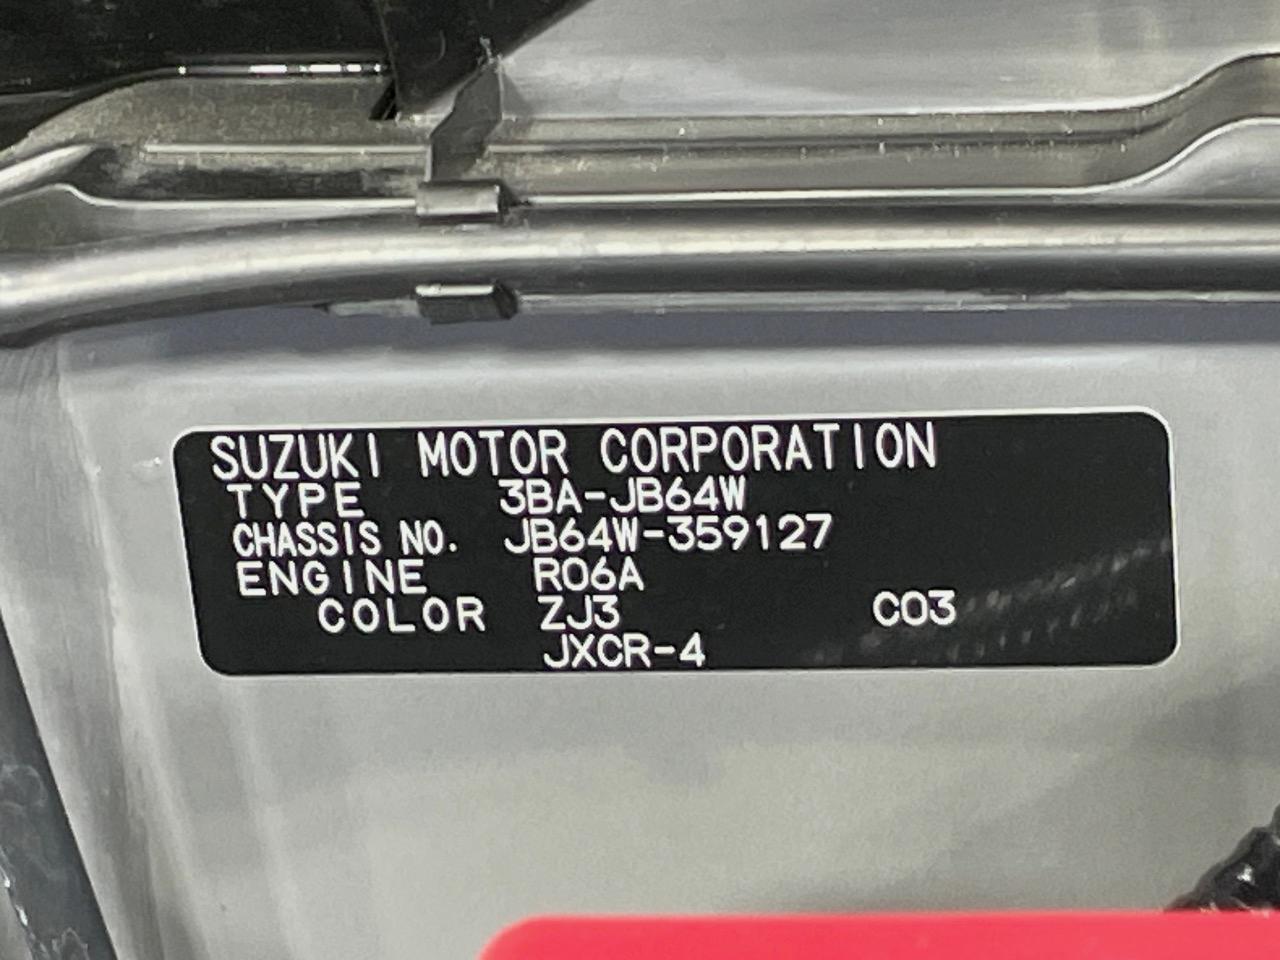 SUZUKI MOTOR CORPORATION
TYPE 3BA-JB64W
CHASSIS NO. JB64W-359127
ENGINE R06A
COLOR ZJ3 C03
JXCR-4